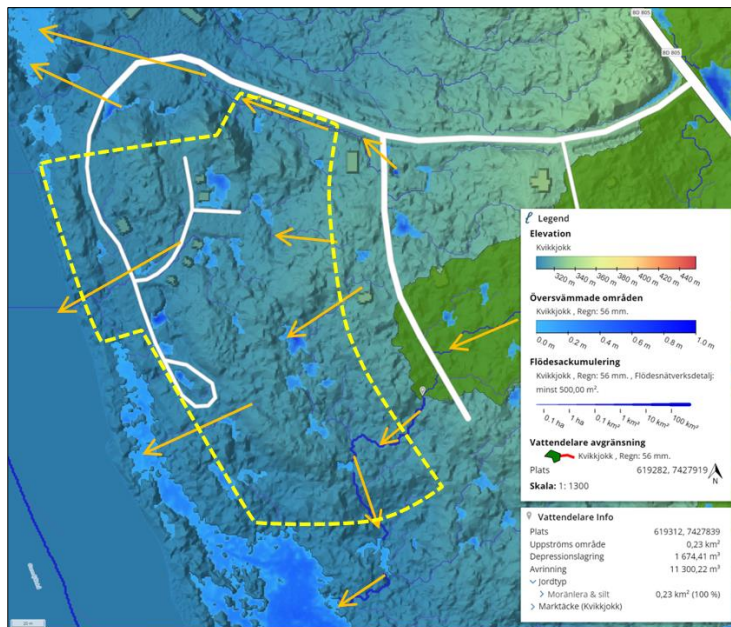 BD 805
BD 805
Legend
Elevation
Kvikkjokk
320 m 340 m 360 m 380 m 400 m 420 m 440 m
Översvämmade områden
Kvikkjokk , Regn: 56 mm.
0.0 m 0.2 m 0.4 m 0.6 m 0.8 m 1.0 m
Flödesackumulering
Kvikkjokk , Regn: 56 mm. , Flödesnätverksdetalj:
minst 500,00 m².
0.1 ha 1 ha 10 ha 0.1 km² 1 km² 10 km² 100 km²
Vattendelare avgränsning
Kvikkjokk , Regn: 56 mm.
Plats 619282, 7427919
Skala: 1: 1300
N
Vattendelare Info
Plats 619312, 7427839
Uppströms område 0,23 km²
Depressionslagring 1 674,41 m³
Avrinning 11 300,22 m³
Jordtyp
Moränlera & silt 0,23 km² (100 %)
Marktäcke (Kvikkjokk)
20 m